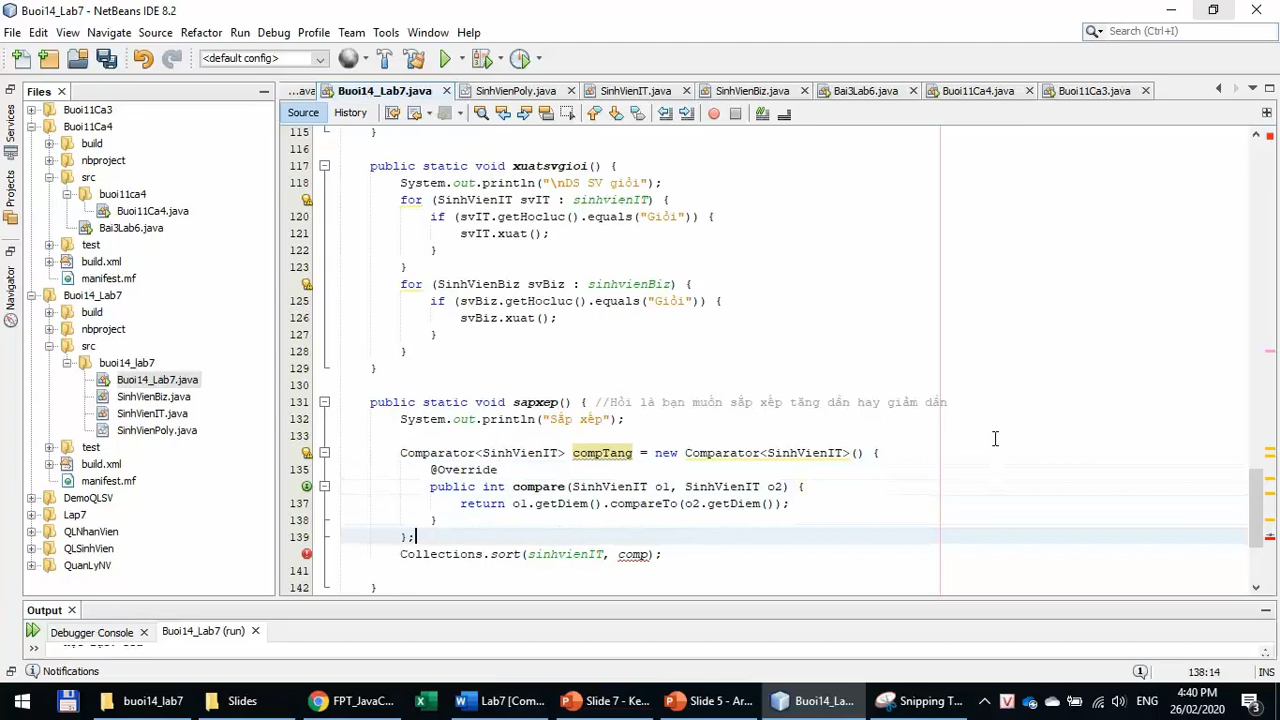 Buoi14_Lab7 - NetBeans IDE 8.2
File Edit View Navigate Source Refactor Run Debug Profile Team Tools Window Help
Search (Ctrl+I)
<default config>
Files
...ava Buoi14_Lab7.java SinhVienPoly.java SinhVienIT.java SinhVienBiz.java Bai3Lab6.java Buoi11Ca4.java Buoi11Ca3.java
Source History
Services
Projects
Navigator
Buoi11Ca3
Buoi11Ca4
build
nbproject
src
buoi11ca4
Buoi11Ca4.java
Bai3Lab6.java
test
build.xml
manifest.mf
Buoi14_Lab7
build
nbproject
src
buoi14_lab7
Buoi14_Lab7.java
SinhVienBiz.java
SinhVienIT.java
SinhVienPoly.java
test
build.xml
manifest.mf
DemoQLSV
Lap7
QLNhanVien
QLSinhVien
QuanLyNV
115 }
116
117 public static void xuatsvgioi() {
118 System.out.println("\nDS SV giỏi");
for (SinhVienIT svIT : sinhvienIT) {
120 if (svIT.getHocluc().equals("Giỏi")) {
121 svIT.xuat();
122 }
123 }
for (SinhVienBiz svBiz : sinhvienBiz) {
125 if (svBiz.getHocluc().equals("Giỏi")) {
126 svBiz.xuat();
127 }
128 }
129 }
130
131 public static void sapxep() { //Hỏi là bạn muốn sắp xếp tăng dần hay giảm dần
132 System.out.println("Sắp xếp");
133
Comparator<SinhVienIT> compTang = new Comparator<SinhVienIT>() {
135 @Override
public int compare(SinhVienIT o1, SinhVienIT o2) {
137 return o1.getDiem().compareTo(o2.getDiem());
138 }
139 };
Collections.sort(sinhvienIT, comp);
141
142 }
Output
Debugger Console Buoi14_Lab7 (run)
Notifications
1
138:14
INS
buoi14_lab7 Slides FPT_JavaC... Lab7 [Com... Slide 7 - Ke... Slide 5 - Ar... Buoi14_La... Snipping T...
ENG
4:40 PM
26/02/2020
3